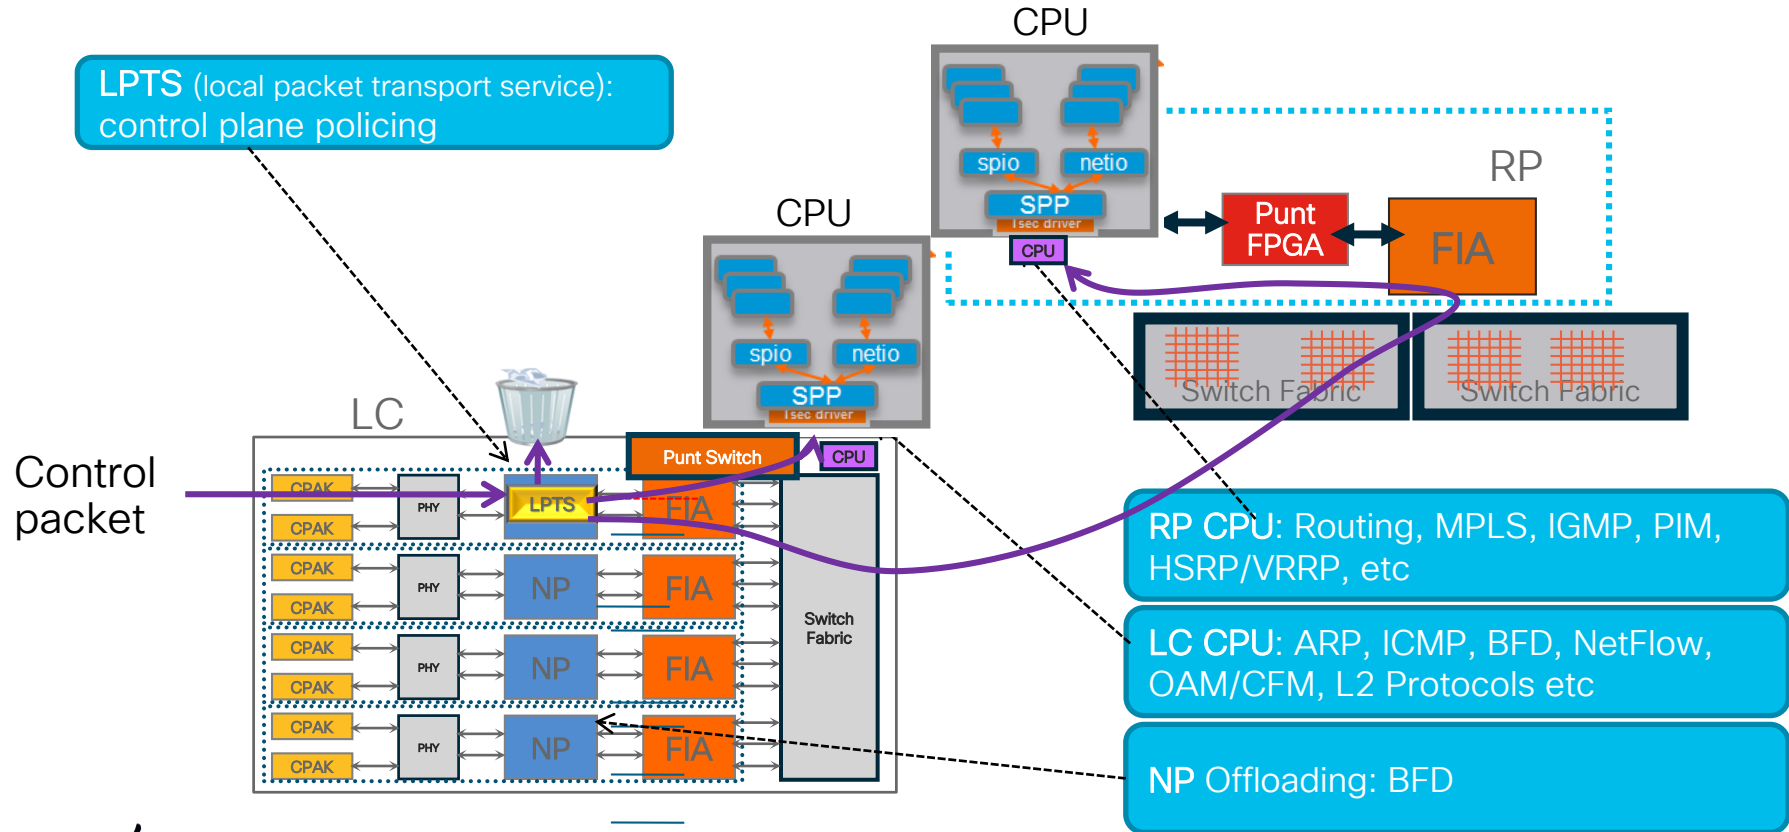 CPU
LPTS (local packet transport service):
control plane policing
spio
netio
SPP
Tsec driver
CPU
RP
Punt
FPGA
FIA
CPU
spio
netio
SPP
Tsec driver
Switch Fabric
Switch Fabric
LC
Control
packet
Punt Switch
CPU
CPAK
CPAK
PHY
LPTS
FIA
CPAK
CPAK
PHY
NP
FIA
CPAK
CPAK
PHY
NP
FIA
CPAK
CPAK
PHY
NP
FIA
Switch
Fabric
RP CPU: Routing, MPLS, IGMP, PIM,
HSRP/VRRP, etc
LC CPU: ARP, ICMP, BFD, NetFlow,
OAM/CFM, L2 Protocols etc
NP Offloading: BFD